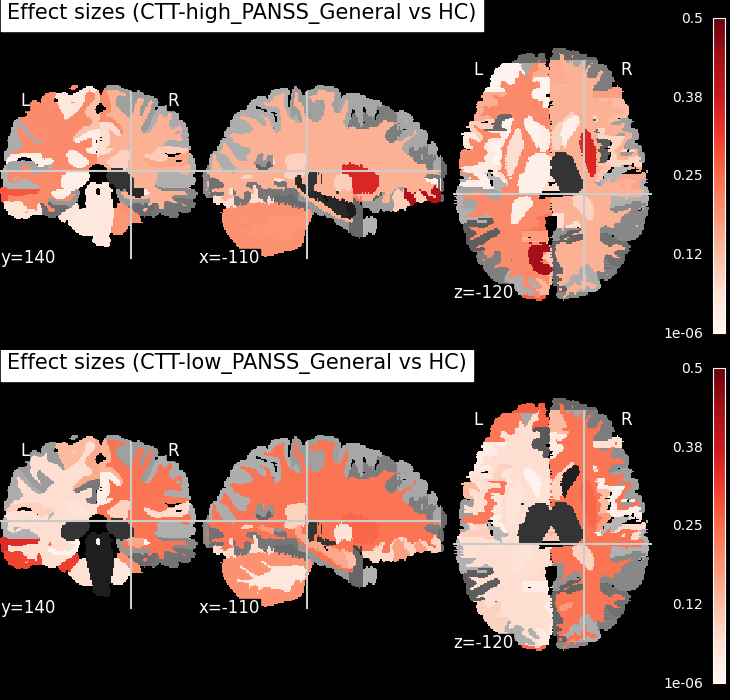 Effect sizes (CTT-high_PANSS_General vs HC)
L R L R
y=140 x=-110 z=-120
0.5
0.38
0.25
0.12
1e-06
Effect sizes (CTT-low_PANSS_General vs HC)
L R L R
y=140 x=-110 z=-120
0.5
0.38
0.25
0.12
1e-06